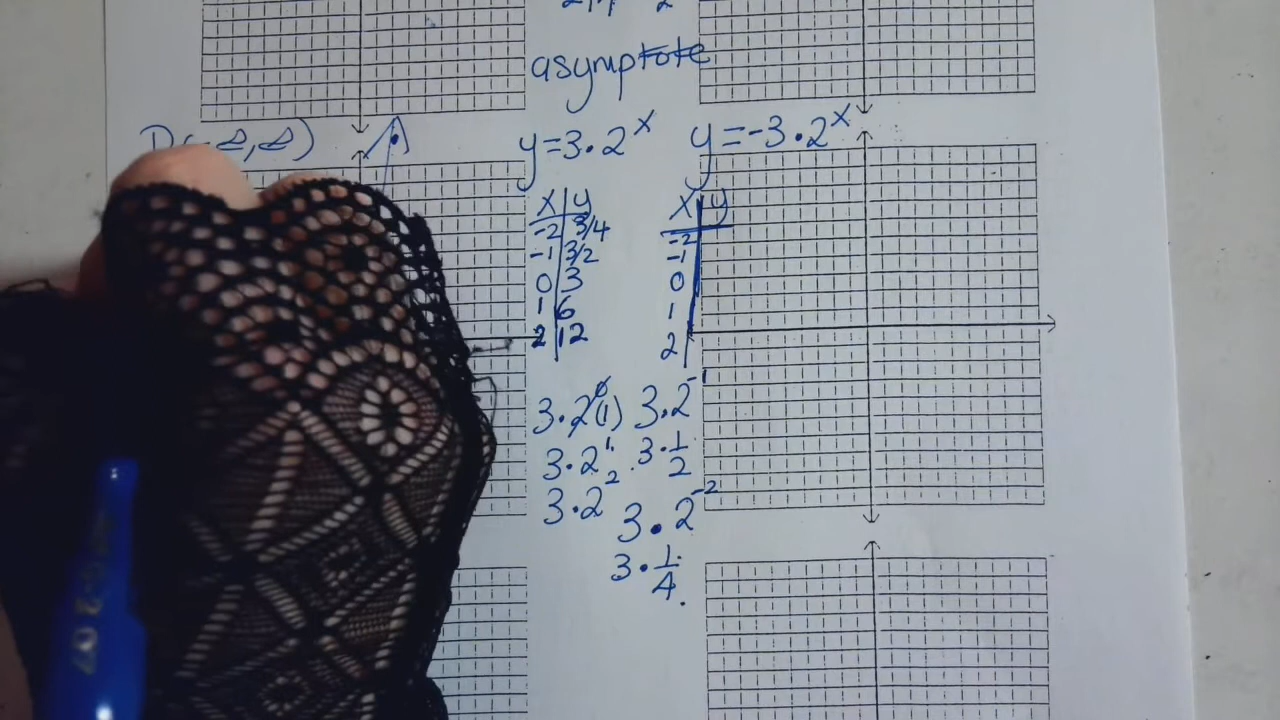 asymptote
D(-∞,∞)
y=3·2^x
x | y
-2 | 3/4
-1 | 3/2
0 | 3
1 | 6
2 | 12
3·2^0 (1)
3·2^1
3·2^2
3·2^-1
3·1/2
3·2^-2
3·1/4
y=-3·2^x
x | y
-2
-1
0
1
2